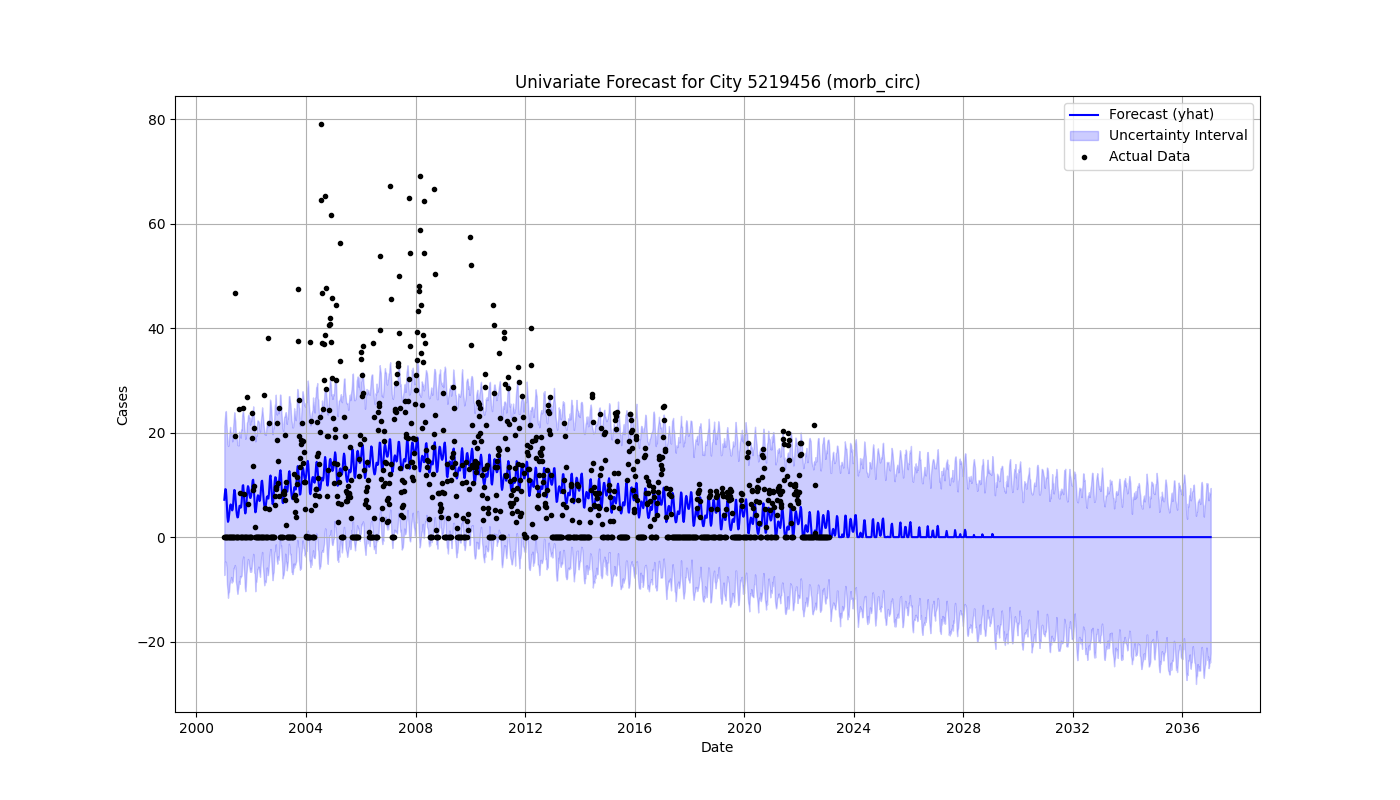 Univariate Forecast for City 5219456 (morb_circ)
Forecast (yhat)
Uncertainty Interval
Actual Data
Cases
80
60
40
20
0
−20
2000 2004 2008 2012 2016 2020 2024 2028 2032 2036
Date